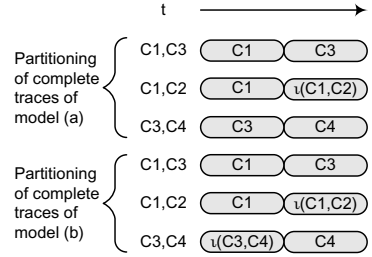 t
Partitioning
of complete
traces of
model (a)
C1,C3 C1 C3
C1,C2 C1 ι(C1,C2)
C3,C4 C3 C4
Partitioning
of complete
traces of
model (b)
C1,C3 C1 C3
C1,C2 C1 ι(C1,C2)
C3,C4 ι(C3,C4) C4